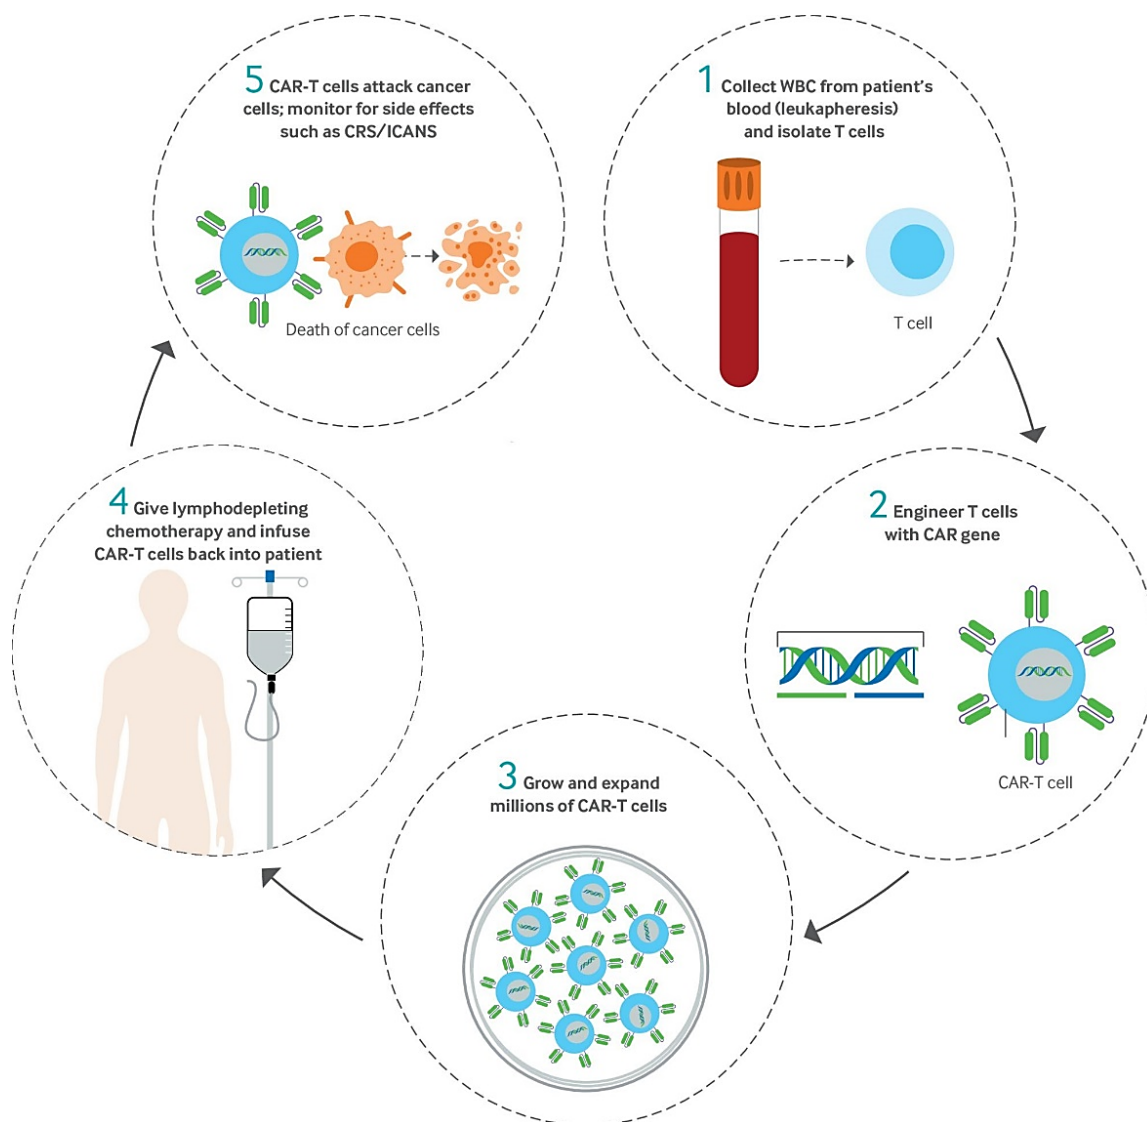 1 Collect WBC from patient's
blood (leukapheresis)
and isolate T cells
T cell
2 Engineer T cells
with CAR gene
CAR-T cell
3 Grow and expand
millions of CAR-T cells
4 Give lymphodepleting
chemotherapy and infuse
CAR-T cells back into patient
5 CAR-T cells attack cancer
cells; monitor for side effects
such as CRS/ICANS
Death of cancer cells